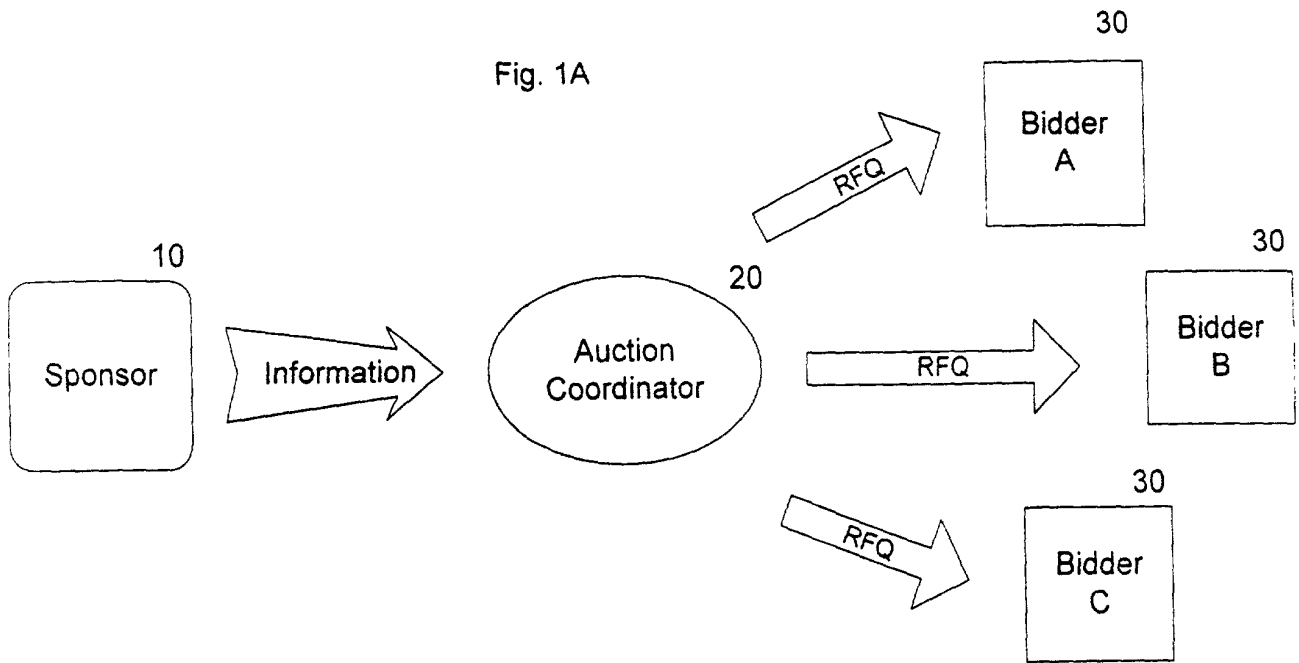 Fig. 1A
10
Sponsor
Information
20
Auction
Coordinator
RFQ
30
Bidder
A
RFQ
30
Bidder
B
RFQ
30
Bidder
C